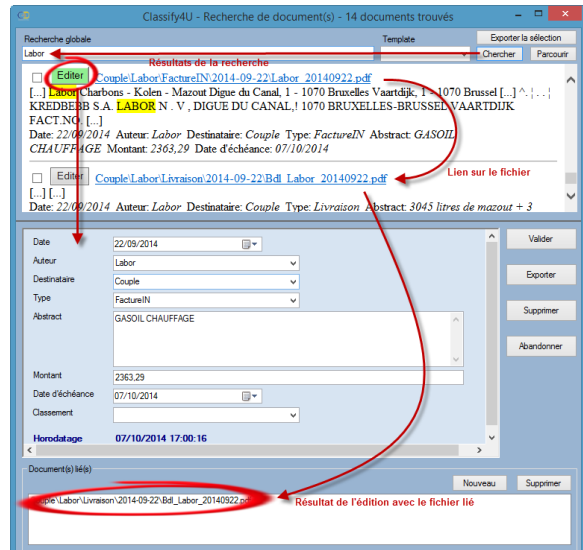 Classify4U - Recherche de document(s) - 14 documents trouvés
Recherche globale
Template
Exporter la sélection
Labor
Chercher
Parcourir
Résultats de la recherche
Editer
Couple\Labor\FactureIN\2014-09-22\Labor_20140922.pdf
[...] Labor Charbons - Kolen - Mazout Digue du Canal, 1 - 1070 Bruxelles Vaartdijk, 1 - 1070 Brussel [...] ^. ¦ . . ¦
KREDBEBB S.A. LABOR N . V , DIGUE DU CANAL,! 1070 BRUXELLES-BRUSSEL VAARTDIJK
FACT.NO. [...]
Date: 22/09/2014 Auteur: Labor Destinataire: Couple Type: FactureIN Abstract: GASOIL
CHAUFFAGE Montant: 2363,29 Date d'échéance: 07/10/2014
Editer
Couple\Labor\Livraison\2014-09-22\Bdl_Labor_20140922.pdf
Lien sur le fichier
[...] [...]
Date: 22/09/2014 Auteur: Labor Destinataire: Couple Type: Livraison Abstract: 3045 litres de mazout + 3
Date
22/09/2014
Valider
Auteur
Labor
Destinataire
Couple
Exporter
Type
FactureIN
Abstract
GASOIL CHAUFFAGE
Supprimer
Abandonner
Montant
2363,29
Date d'échéance
07/10/2014
Classement
Horodatage
07/10/2014 17:00:16
Document(s) lié(s)
Nouveau
Supprimer
Couple\Labor\Livraison\2014-09-22\Bdl_Labor_20140922.pdf
Résultat de l'édition avec le fichier lié